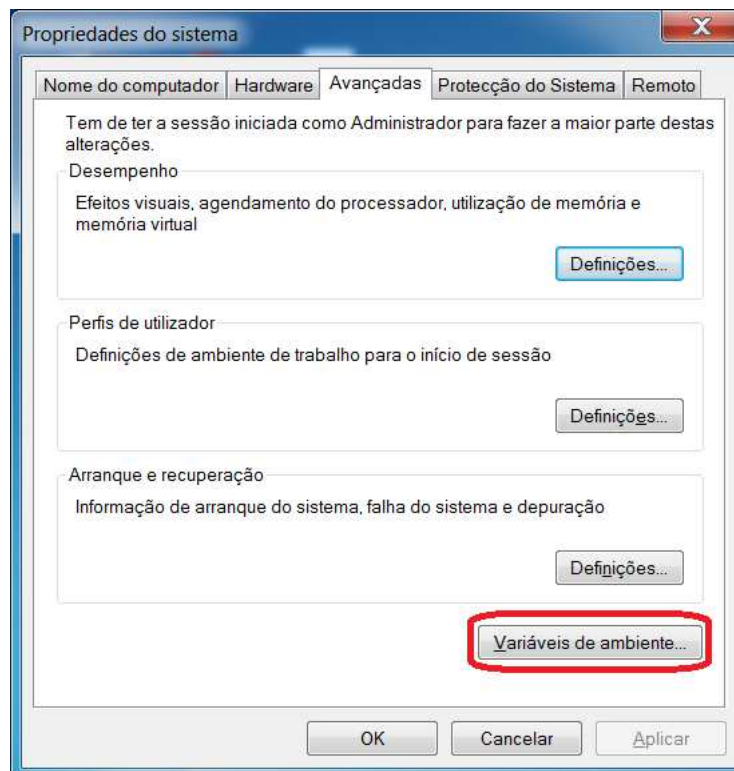 Propriedades do sistema
Nome do computador
Hardware
Avançadas
Protecção do Sistema
Remoto
Tem de ter a sessão iniciada como Administrador para fazer a maior parte destas
alterações.
Desempenho
Efeitos visuais, agendamento do processador, utilização de memória e
memória virtual
Definições...
Perfis de utilizador
Definições de ambiente de trabalho para o início de sessão
Definições...
Arranque e recuperação
Informação de arranque do sistema, falha do sistema e depuração
Definições...
Variáveis de ambiente...
OK
Cancelar
Aplicar